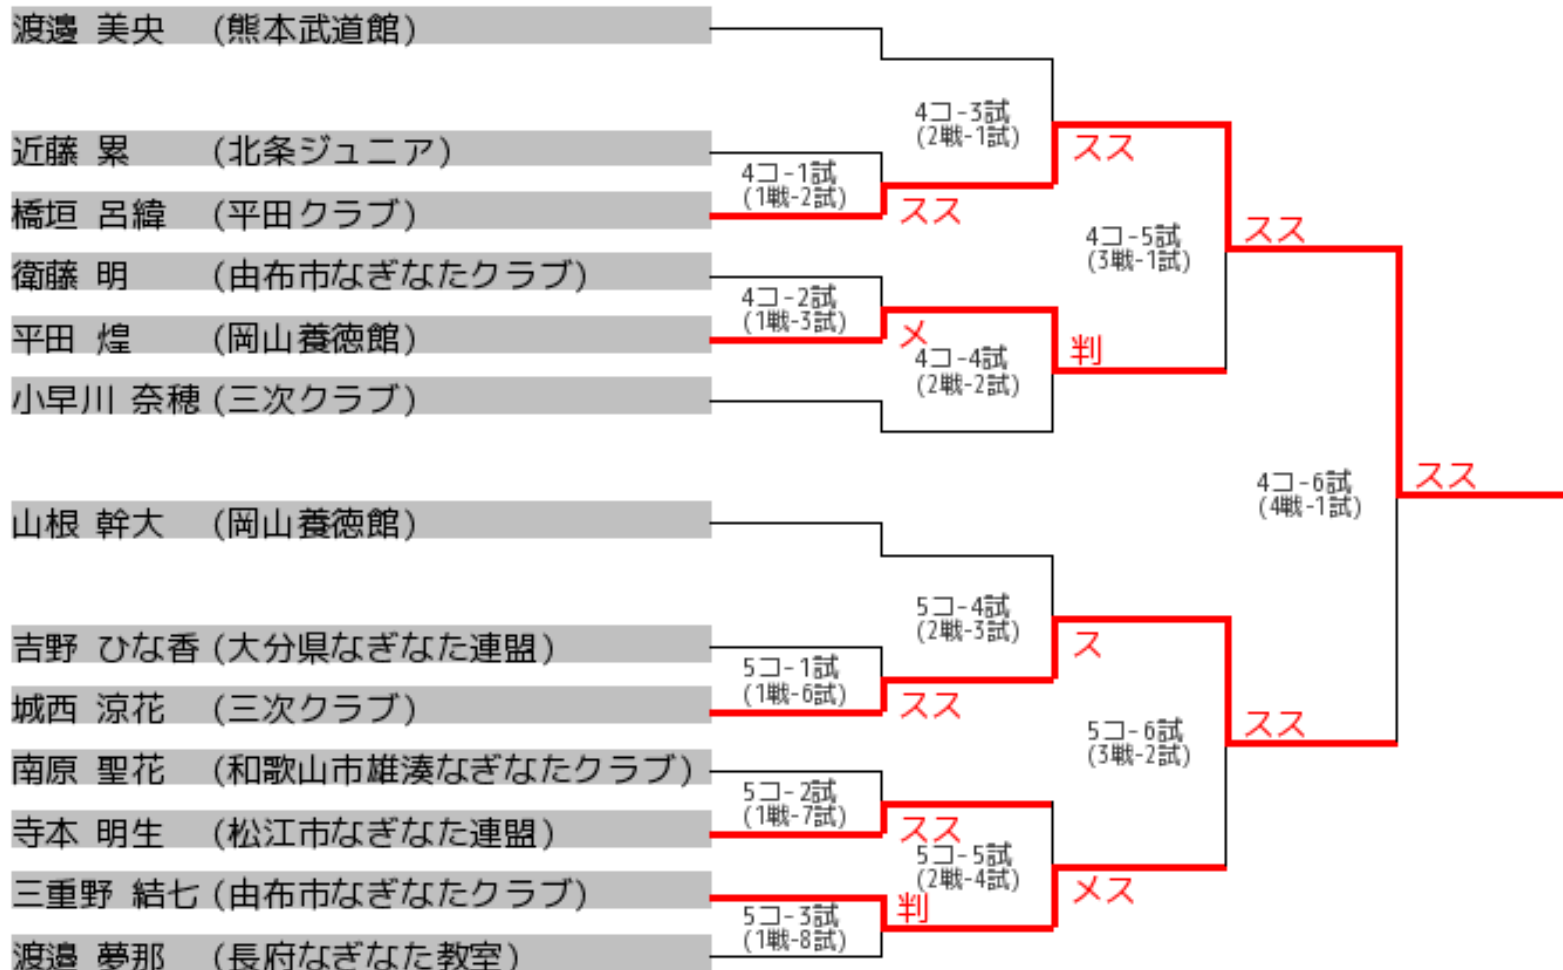 渡邊 美央 (熊本武道館)
4コ-3試
(2戦-1試)
近藤 累 (北条ジュニア)
スス
4コ-1試
(1戦-2試)
橋垣 呂緯 (平田クラブ)
スス
スス
4コ-5試
(3戦-1試)
衛藤 明 (由布市なぎなたクラブ)
4コ-2試
(1戦-3試)
平田 煌 (岡山養徳館)
メ
判
4コ-4試
(2戦-2試)
小早川 奈穂 (三次クラブ)
4コ-6試
(4戦-1試)
スス
山根 幹大 (岡山養徳館)
5コ-4試
(2戦-3試)
吉野 ひな香 (大分県なぎなた連盟)
ス
5コ-1試
(1戦-6試)
城西 涼花 (三次クラブ)
スス
スス
5コ-6試
(3戦-2試)
南原 聖花 (和歌山市雄湊なぎなたクラブ)
5コ-2試
(1戦-7試)
寺本 明生 (松江市なぎなた連盟)
スス
5コ-5試
(2戦-4試)
三重野 結七 (由布市なぎなたクラブ)
メス
判
5コ-3試
(1戦-8試)
渡邉 夢那 (長府なぎなた教室)